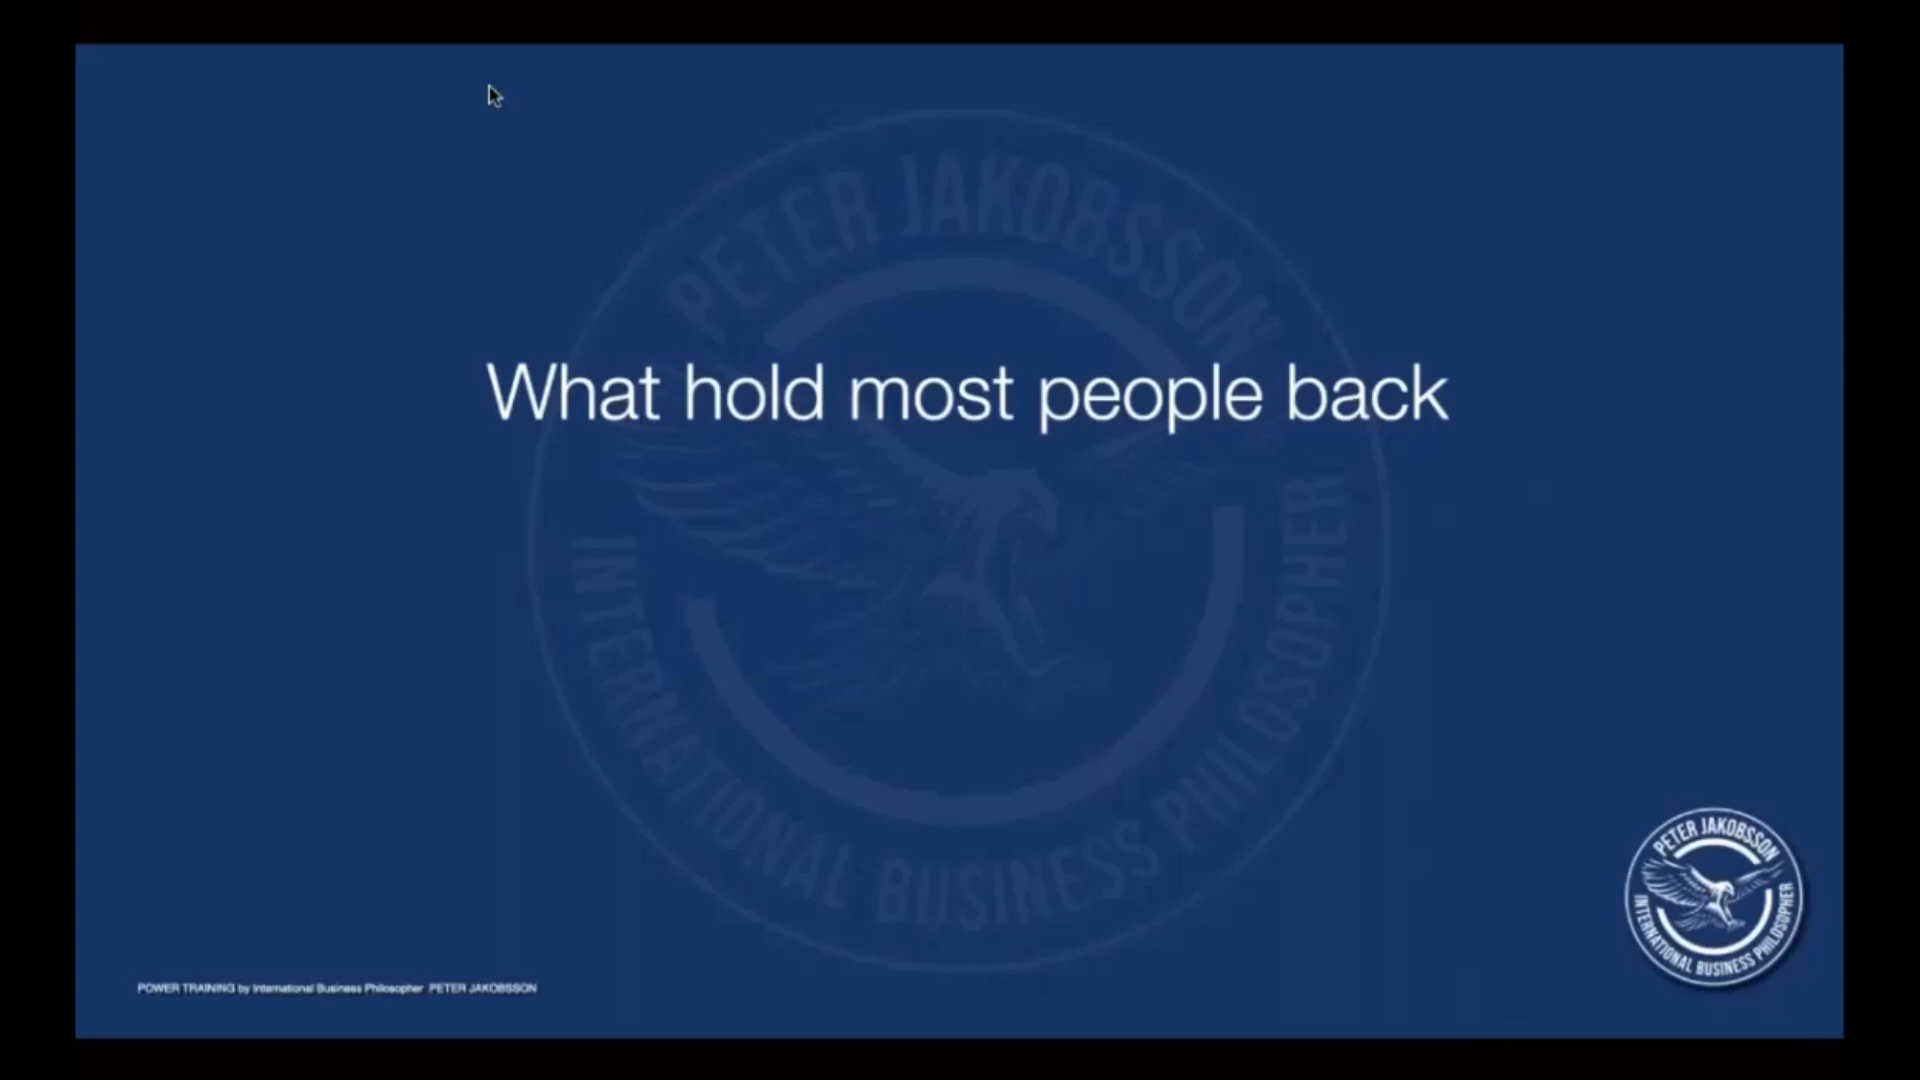 PETER JAKOBSSON
What hold most people back
INTERNATIONAL BUSINESS PHILOSOPHER
PETER JAKOBSSON
INTERNATIONAL BUSINESS PHILOSOPHER
POWER TRAINING by International Business Philosopher PETER JAKOBSSON